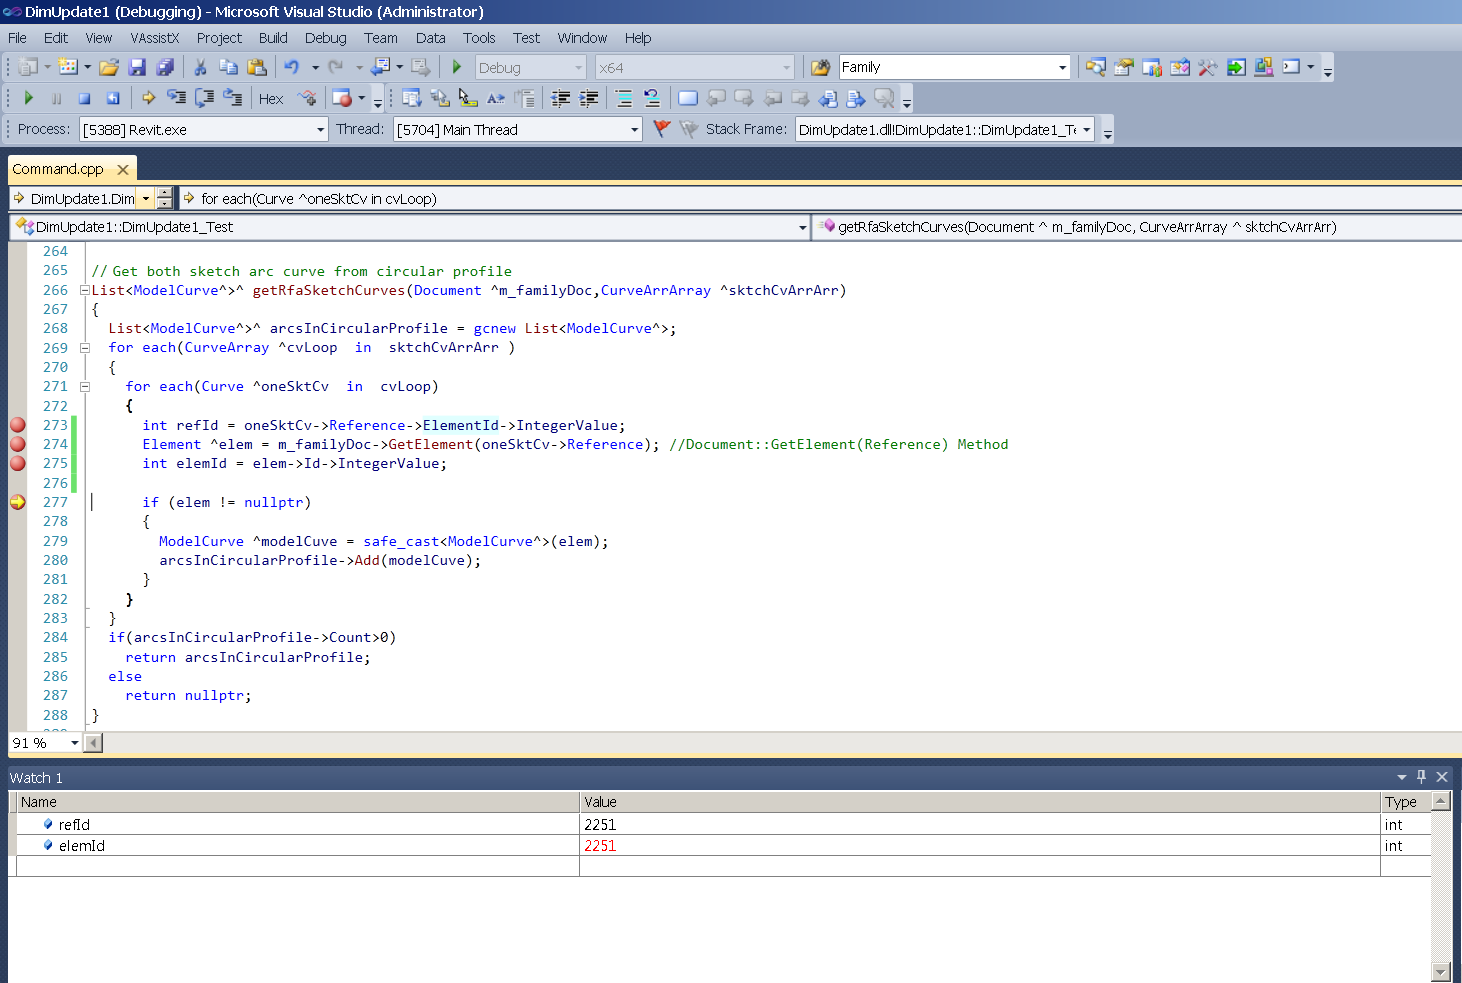 DimUpdate1 (Debugging) - Microsoft Visual Studio (Administrator)
File Edit View VAssistX Project Build Debug Team Data Tools Test Window Help
Debug x64 Family
Hex
Process: [5388] Revit.exe Thread: [5704] Main Thread Stack Frame: DimUpdate1.dll!DimUpdate1::DimUpdate1_Te
Command.cpp
DimUpdate1.Dim for each(Curve ^oneSktCv in cvLoop)
DimUpdate1::DimUpdate1_Test getRfaSketchCurves(Document ^ m_familyDoc, CurveArrArray ^ sktchCvArrArr)
264
265 // Get both sketch arc curve from circular profile
266 List<ModelCurve^>^ getRfaSketchCurves(Document ^m_familyDoc,CurveArrArray ^sktchCvArrArr)
267 {
268 List<ModelCurve^>^ arcsInCircularProfile = gcnew List<ModelCurve^>;
269 for each(CurveArray ^cvLoop in sktchCvArrArr )
270 {
271 for each(Curve ^oneSktCv in cvLoop)
272 {
273 int refId = oneSktCv->Reference->ElementId->IntegerValue;
274 Element ^elem = m_familyDoc->GetElement(oneSktCv->Reference); //Document::GetElement(Reference) Method
275 int elemId = elem->Id->IntegerValue;
276
277 if (elem != nullptr)
278 {
279 ModelCurve ^modelCuve = safe_cast<ModelCurve^>(elem);
280 arcsInCircularProfile->Add(modelCuve);
281 }
282 }
283 }
284 if(arcsInCircularProfile->Count>0)
285 return arcsInCircularProfile;
286 else
287 return nullptr;
288 }
91 %
Watch 1
Name Value Type
refId 2251 int
elemId 2251 int